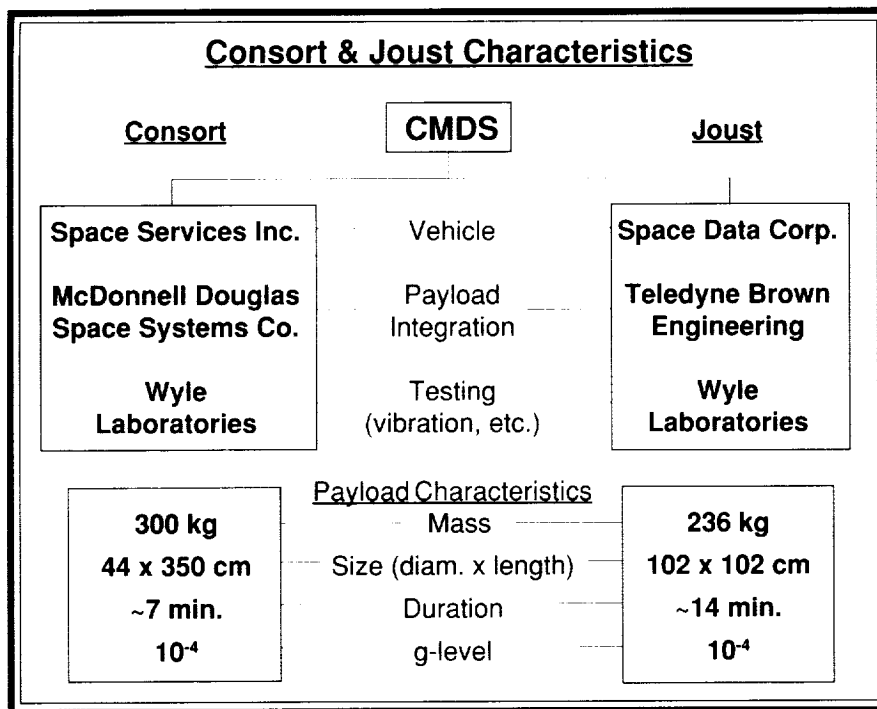 Consort & Joust Characteristics
Consort CMDS Joust
Space Services Inc. Vehicle Space Data Corp.
McDonnell Douglas Payload Teledyne Brown
Space Systems Co. Integration Engineering
Wyle Testing Wyle
Laboratories (vibration, etc.) Laboratories
Payload Characteristics
300 kg Mass 236 kg
44 x 350 cm Size (diam. x length) 102 x 102 cm
~7 min. Duration ~14 min.
10⁻⁴ g-level 10⁻⁴